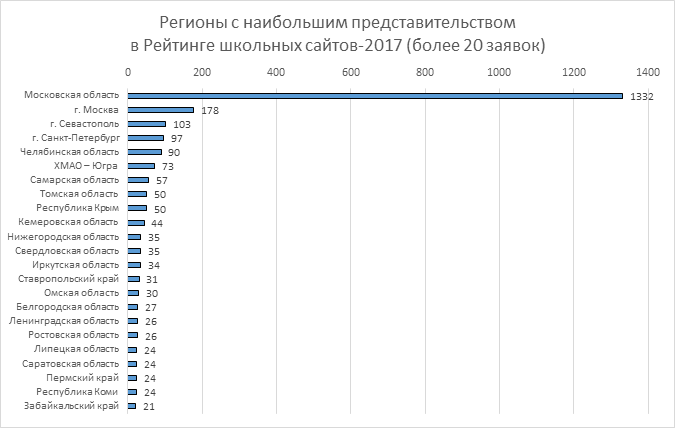 Регионы с наибольшим представительством
в Рейтинге школьных сайтов-2017 (более 20 заявок)
0 200 400 600 800 1000 1200 1400
Московская область 1332
г. Москва 178
г. Севастополь 103
г. Санкт-Петербург 97
Челябинская область 90
ХМАО – Югра 73
Самарская область 57
Томская область 50
Республика Крым 50
Кемеровская область 44
Нижегородская область 35
Свердловская область 35
Иркутская область 34
Ставропольский край 31
Омская область 30
Белгородская область 27
Ленинградская область 26
Ростовская область 26
Липецкая область 24
Саратовская область 24
Пермский край 24
Республика Коми 24
Забайкальский край 21